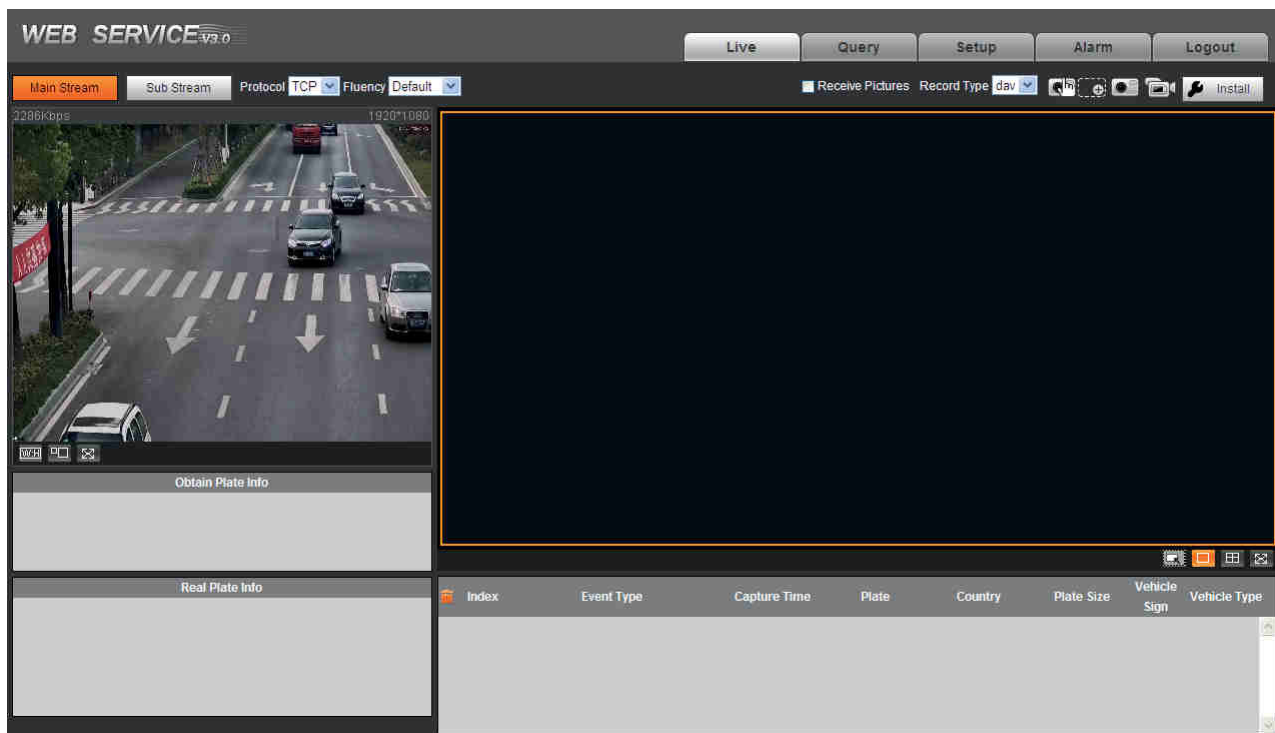 WEB SERVICE V3.0
Live Query Setup Alarm Logout
Main Stream Sub Stream Protocol TCP Fluency Default Receive Pictures Record Type dav Install
2286Kbps 1920*1080
W:H
Obtain Plate Info
Real Plate Info
Index Event Type Capture Time Plate Country Plate Size Vehicle Sign Vehicle Type